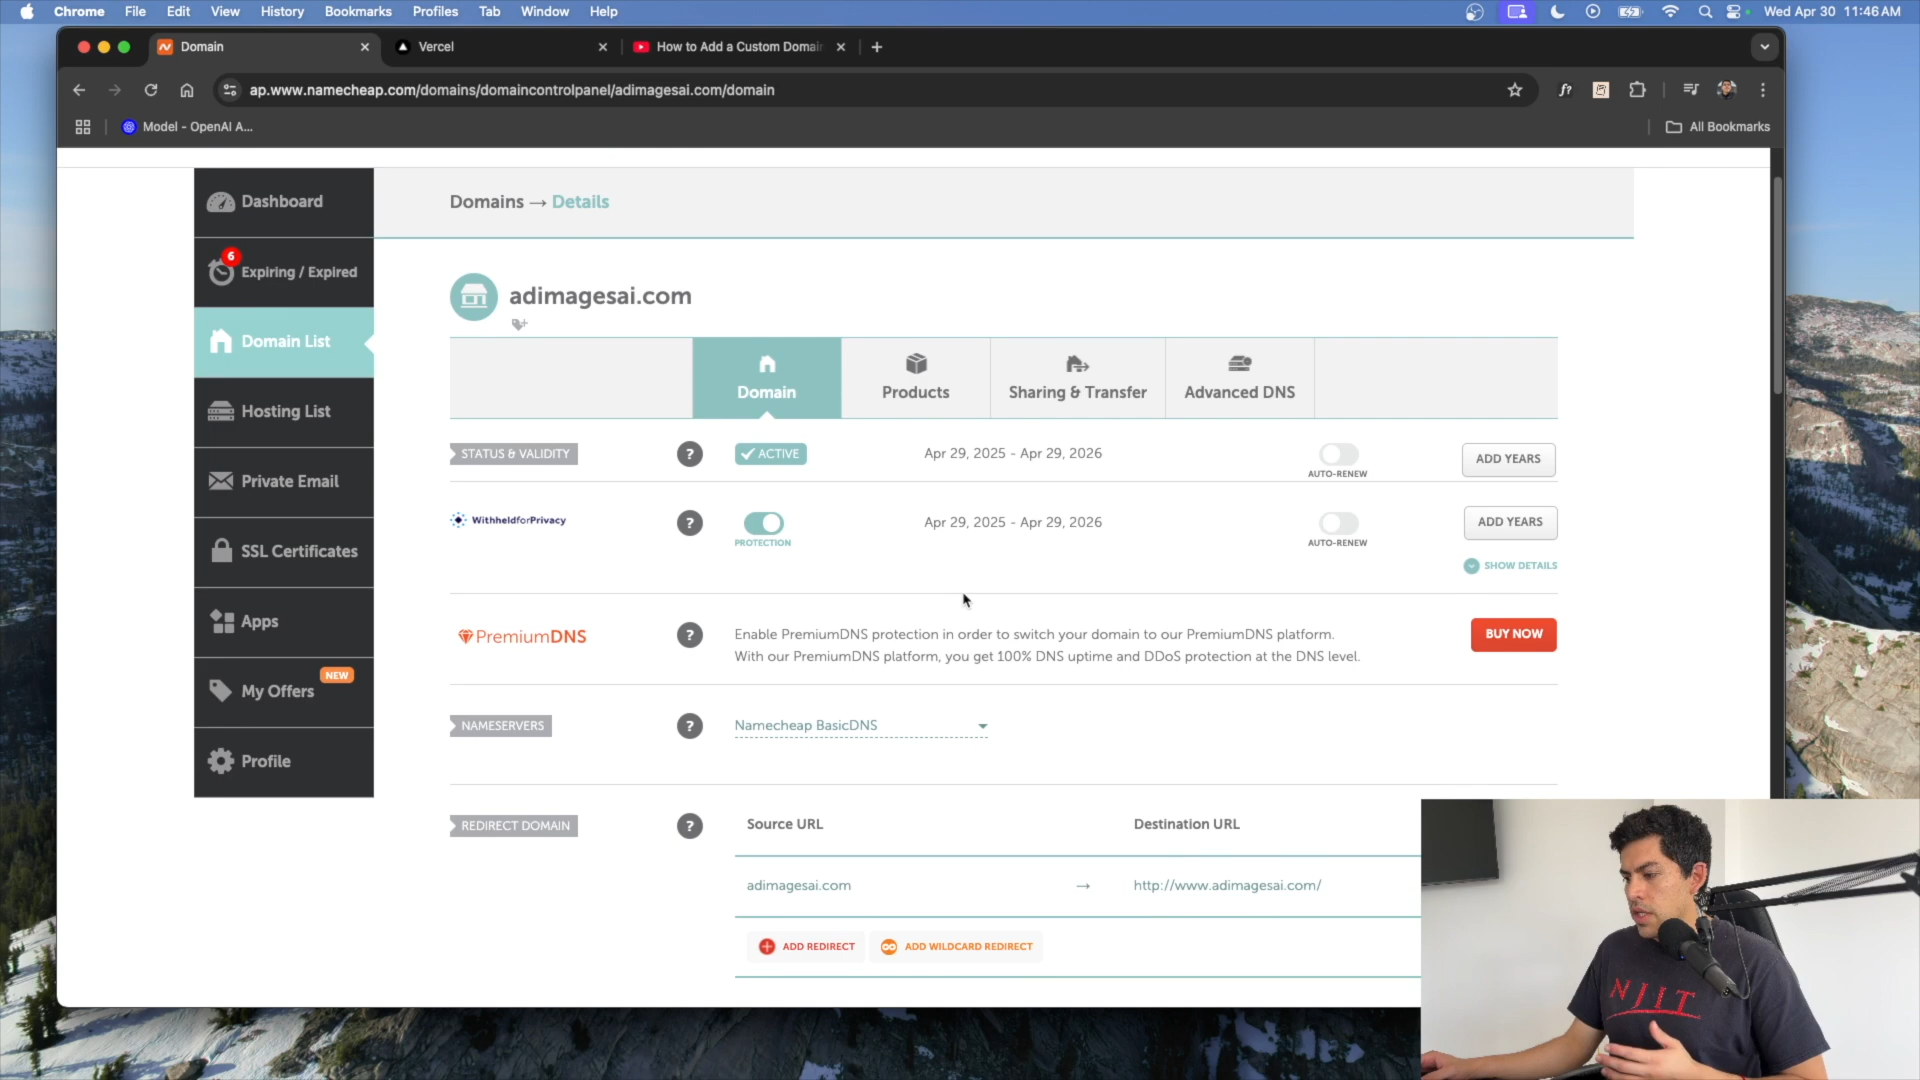 Chrome File Edit View History Bookmarks Profiles Tab Window Help
Wed Apr 30 11:46 AM
Domain
Vercel
How to Add a Custom Domai
ap.www.namecheap.com/domains/domaincontrolpanel/adimagesai.com/domain
f?
Model - OpenAI A...
All Bookmarks
Dashboard
6
Expiring / Expired
Domain List
Hosting List
Private Email
SSL Certificates
Apps
My Offers
NEW
Profile
Domains → Details
adimagesai.com
Domain
Products
Sharing & Transfer
Advanced DNS
STATUS & VALIDITY
?
ACTIVE
Apr 29, 2025 - Apr 29, 2026
AUTO-RENEW
ADD YEARS
WithheldforPrivacy
?
PROTECTION
Apr 29, 2025 - Apr 29, 2026
AUTO-RENEW
ADD YEARS
SHOW DETAILS
PremiumDNS
?
Enable PremiumDNS protection in order to switch your domain to our PremiumDNS platform.
With our PremiumDNS platform, you get 100% DNS uptime and DDoS protection at the DNS level.
BUY NOW
NAMESERVERS
?
Namecheap BasicDNS
REDIRECT DOMAIN
?
Source URL
Destination URL
adimagesai.com
→
http://www.adimagesai.com/
ADD REDIRECT
ADD WILDCARD REDIRECT
NJIT